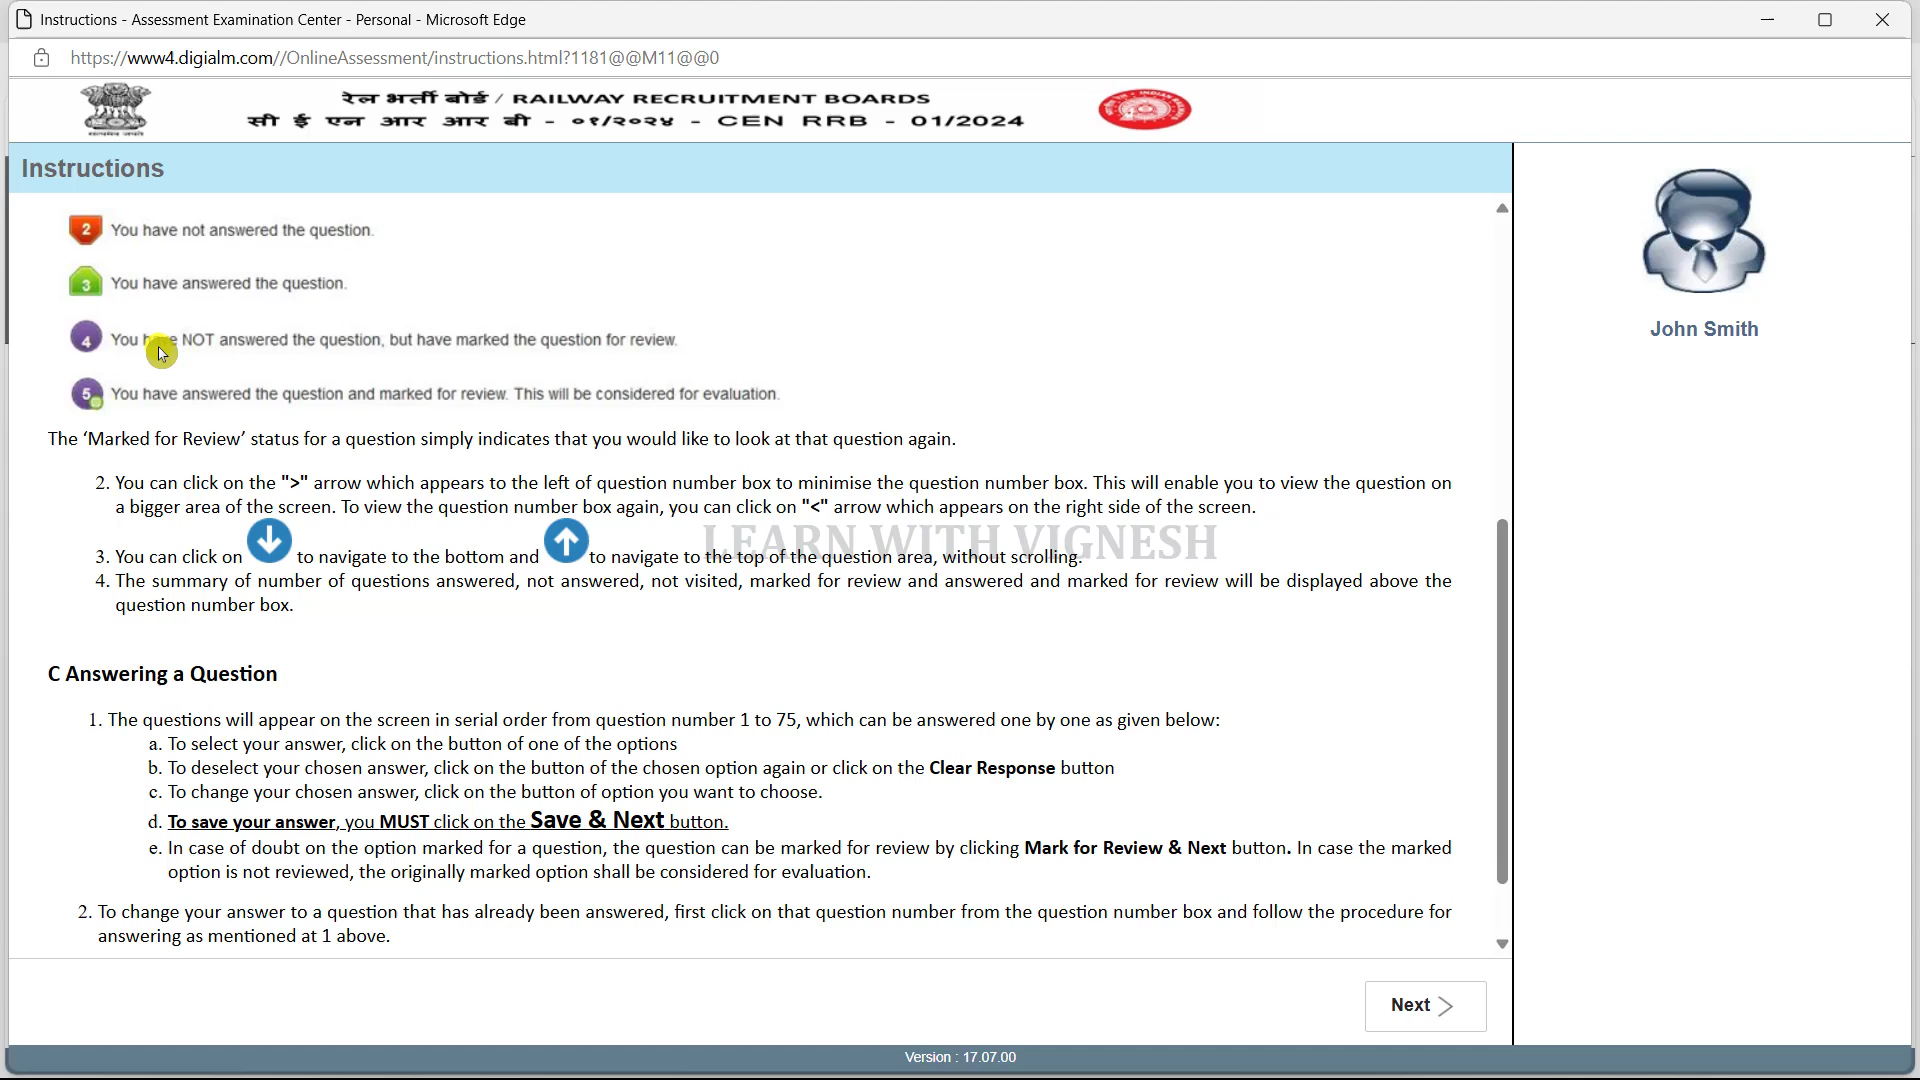 Instructions - Assessment Examination Center - Personal - Microsoft Edge
https://www4.digialm.com//OnlineAssessment/instructions.html?1181@@M11@@0
रेल भर्ती बोर्ड / RAILWAY RECRUITMENT BOARDS
सी ई एन आर आर बी - ०१/२०२४ - CEN RRB - 01/2024
Instructions
2 You have not answered the question.
3 You have answered the question.
4 You have NOT answered the question, but have marked the question for review.
5 You have answered the question and marked for review. This will be considered for evaluation.
The ‘Marked for Review’ status for a question simply indicates that you would like to look at that question again.
2. You can click on the ">" arrow which appears to the left of question number box to minimise the question number box. This will enable you to view the question on
a bigger area of the screen. To view the question number box again, you can click on "<" arrow which appears on the right side of the screen.
LEARN WITH VIGNESH
3. You can click on to navigate to the bottom and to navigate to the top of the question area, without scrolling.
4. The summary of number of questions answered, not answered, not visited, marked for review and answered and marked for review will be displayed above the
question number box.
C Answering a Question
1. The questions will appear on the screen in serial order from question number 1 to 75, which can be answered one by one as given below:
a. To select your answer, click on the button of one of the options
b. To deselect your chosen answer, click on the button of the chosen option again or click on the Clear Response button
c. To change your chosen answer, click on the button of option you want to choose.
d. To save your answer, you MUST click on the Save & Next button.
e. In case of doubt on the option marked for a question, the question can be marked for review by clicking Mark for Review & Next button. In case the marked
option is not reviewed, the originally marked option shall be considered for evaluation.
2. To change your answer to a question that has already been answered, first click on that question number from the question number box and follow the procedure for
answering as mentioned at 1 above.
Next
John Smith
Version : 17.07.00